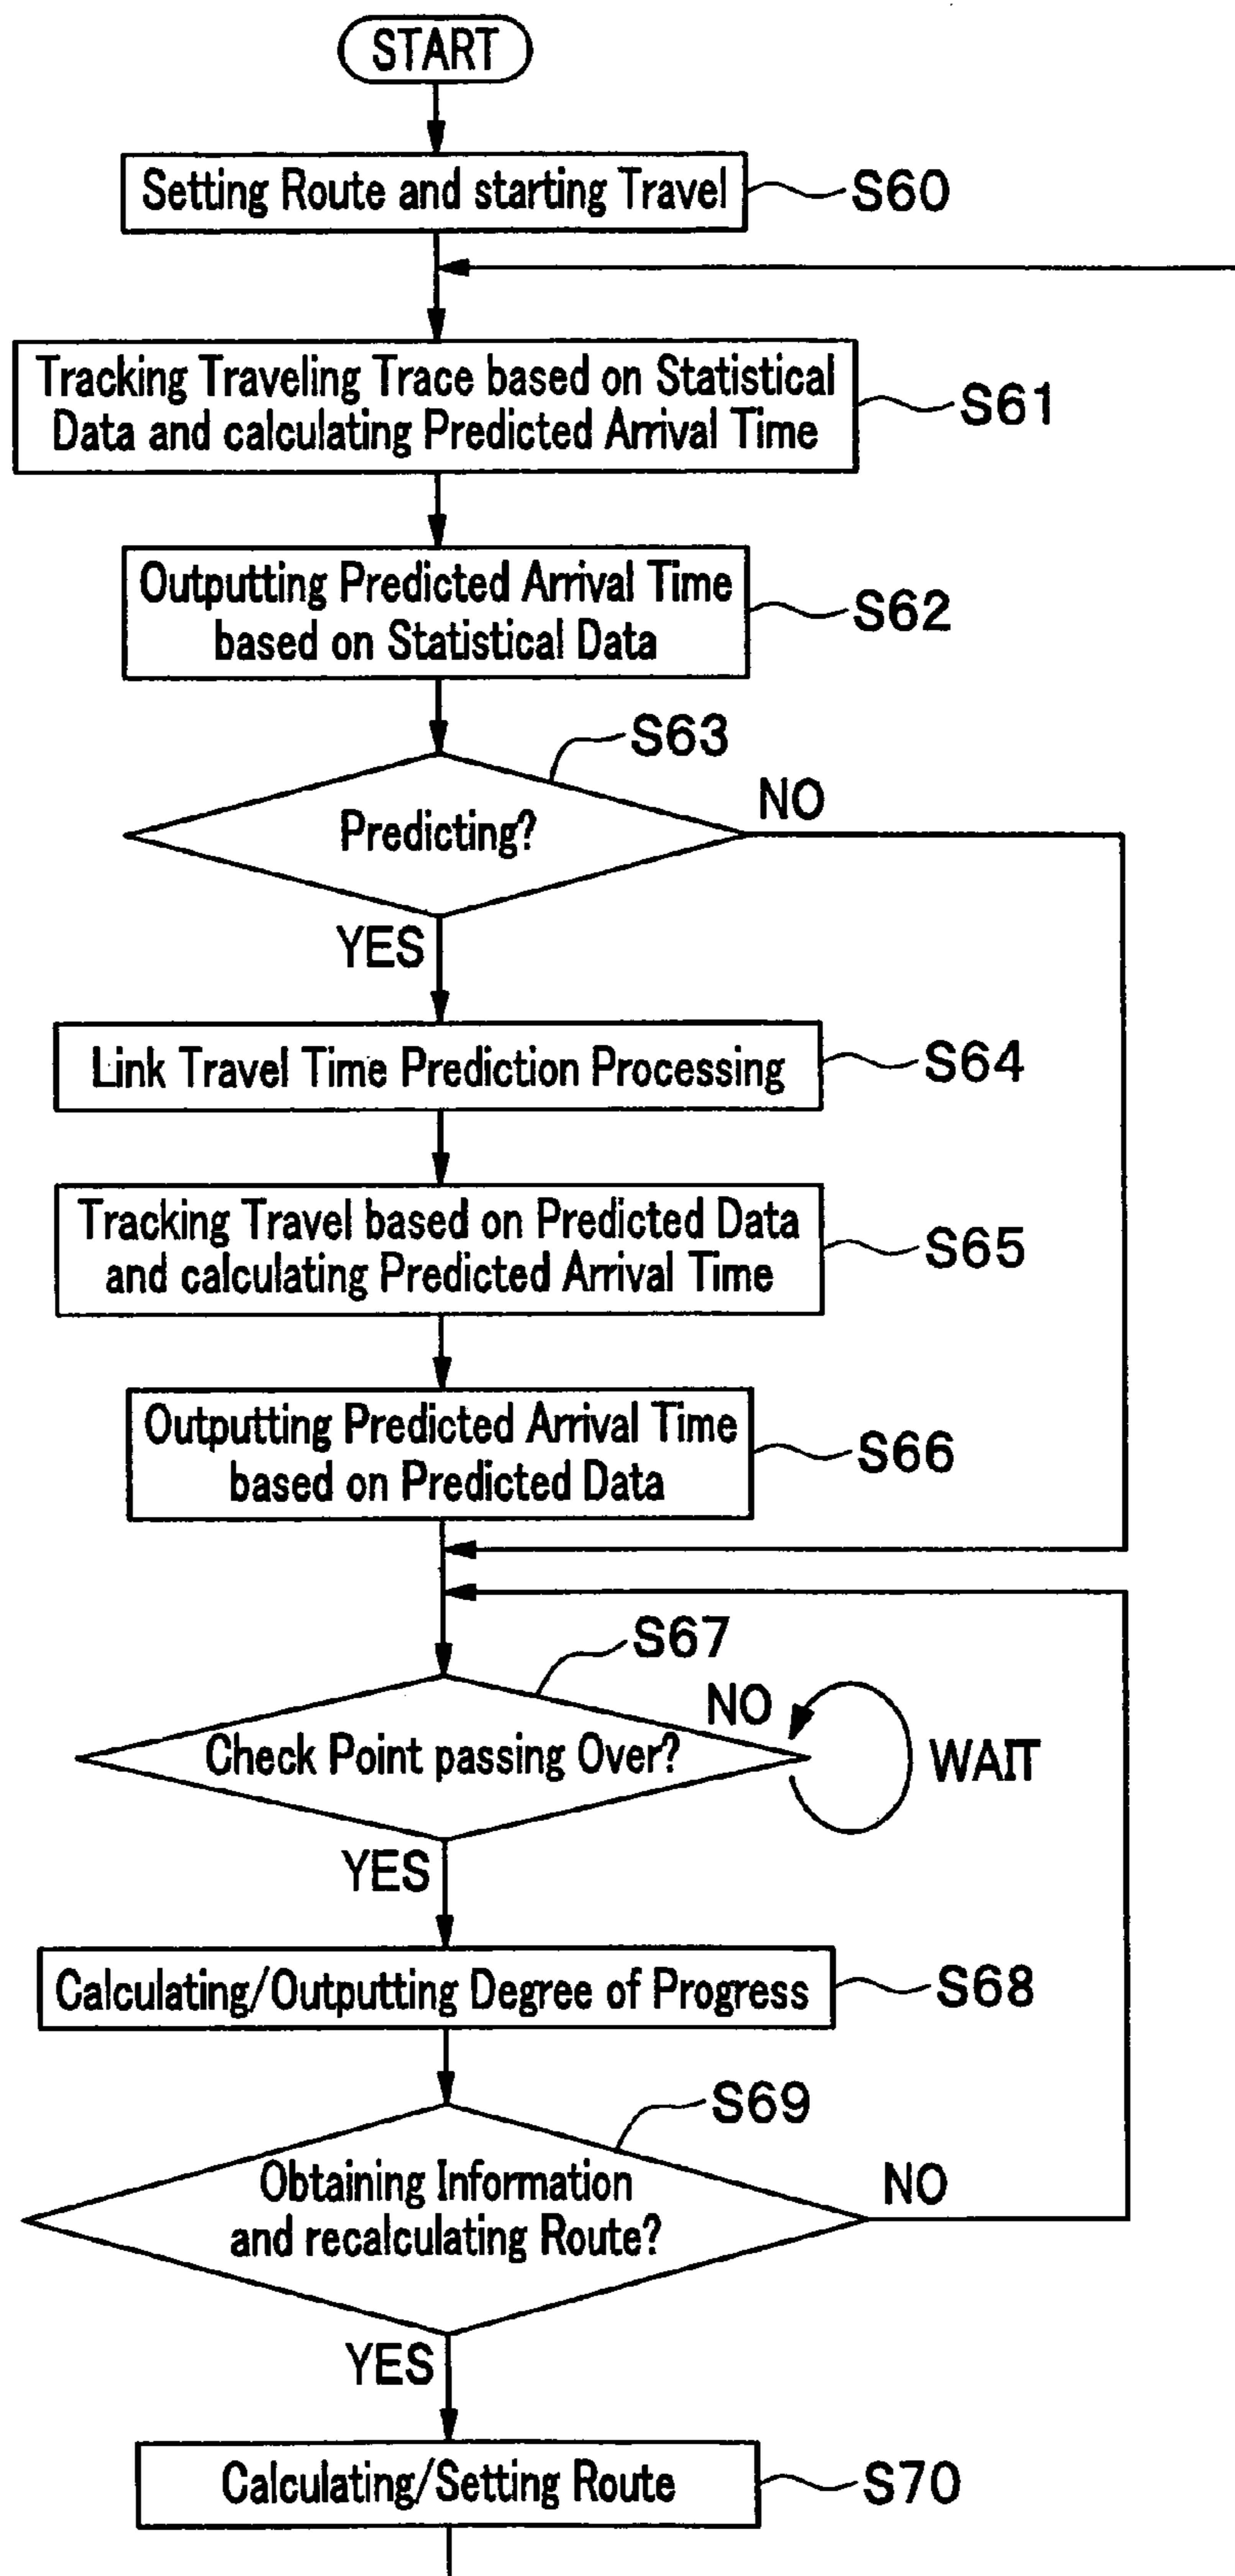 START
Setting Route and starting Travel
S60
Tracking Traveling Trace based on Statistical
Data and calculating Predicted Arrival Time
S61
Outputting Predicted Arrival Time
based on Statistical Data
S62
S63
Predicting?
NO
YES
Link Travel Time Prediction Processing
S64
Tracking Travel based on Predicted Data
and calculating Predicted Arrival Time
S65
Outputting Predicted Arrival Time
based on Predicted Data
S66
S67
NO
Check Point passing Over?
WAIT
YES
Calculating/Outputting Degree of Progress
S68
S69
Obtaining Information
and recalculating Route?
NO
YES
Calculating/Setting Route
S70